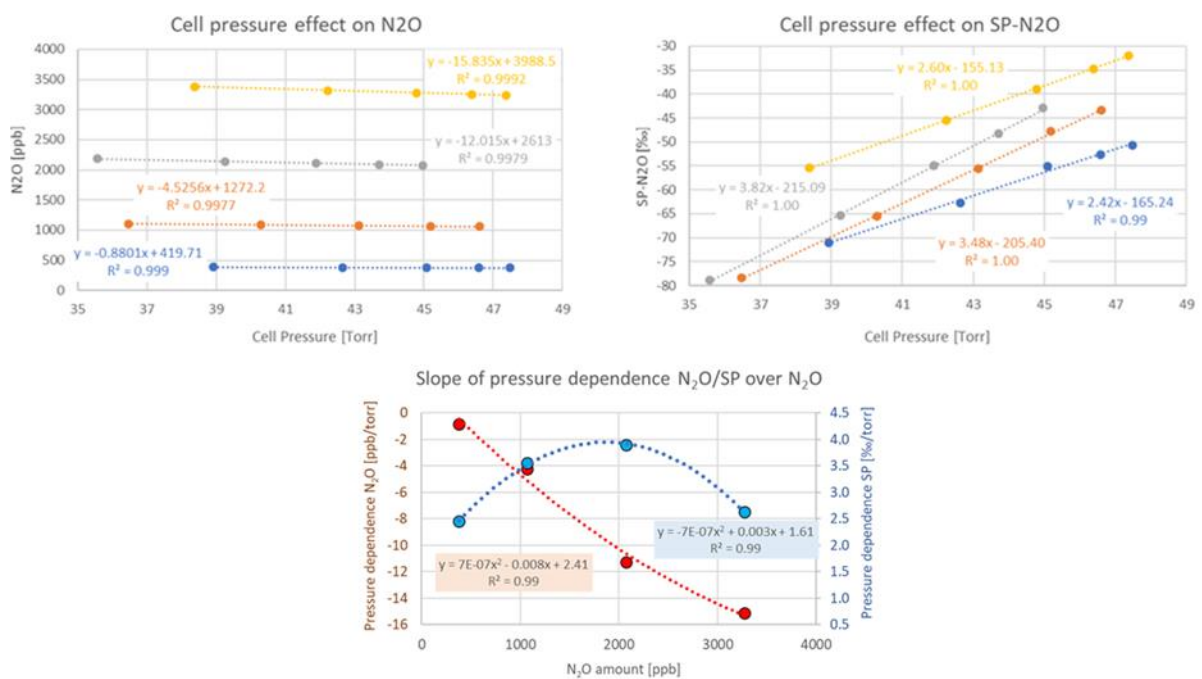 Cell pressure effect on N2O
4000
3500
3000
2500
2000
1500
1000
500
0
N2O [ppb]
y = -15.835x + 3988.5
R² = 0.9992
y = -12.015x + 2613
R² = 0.9979
y = -4.5256x + 1272.2
R² = 0.9977
y = -0.8801x + 419.71
R² = 0.999
35 37 39 41 43 45 47 49
Cell Pressure [Torr]
Cell pressure effect on SP-N2O
-30
-35
-40
-45
-50
-55
-60
-65
-70
-75
-80
SP-N2O [‰]
y = 2.60x - 155.13
R² = 1.00
y = 3.82x - 215.09
R² = 1.00
y = 2.42x - 165.24
R² = 0.99
y = 3.48x - 205.40
R² = 1.00
35 37 39 41 43 45 47 49
Cell Pressure [Torr]
Slope of pressure dependence N₂O/SP over N₂O
Pressure dependence N₂O [ppb/torr]
0
-2
-4
-6
-8
-10
-12
-14
-16
y = 7E-07x² - 0.008x + 2.41
R² = 0.99
y = -7E-07x² + 0.003x + 1.61
R² = 0.99
4.5
4.0
3.5
3.0
2.5
2.0
1.5
1.0
0.5
Pressure dependence SP [‰/torr]
0 1000 2000 3000 4000
N₂O amount [ppb]